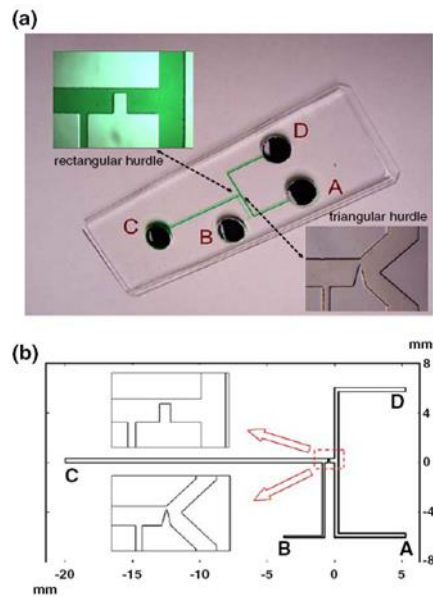 (a)
rectangular hurdle
D
A
triangular hurdle
C
B
(b)
mm
8
D
4
C
0
-4
B
A
-8
-20
-15
-10
-5
0
5
mm